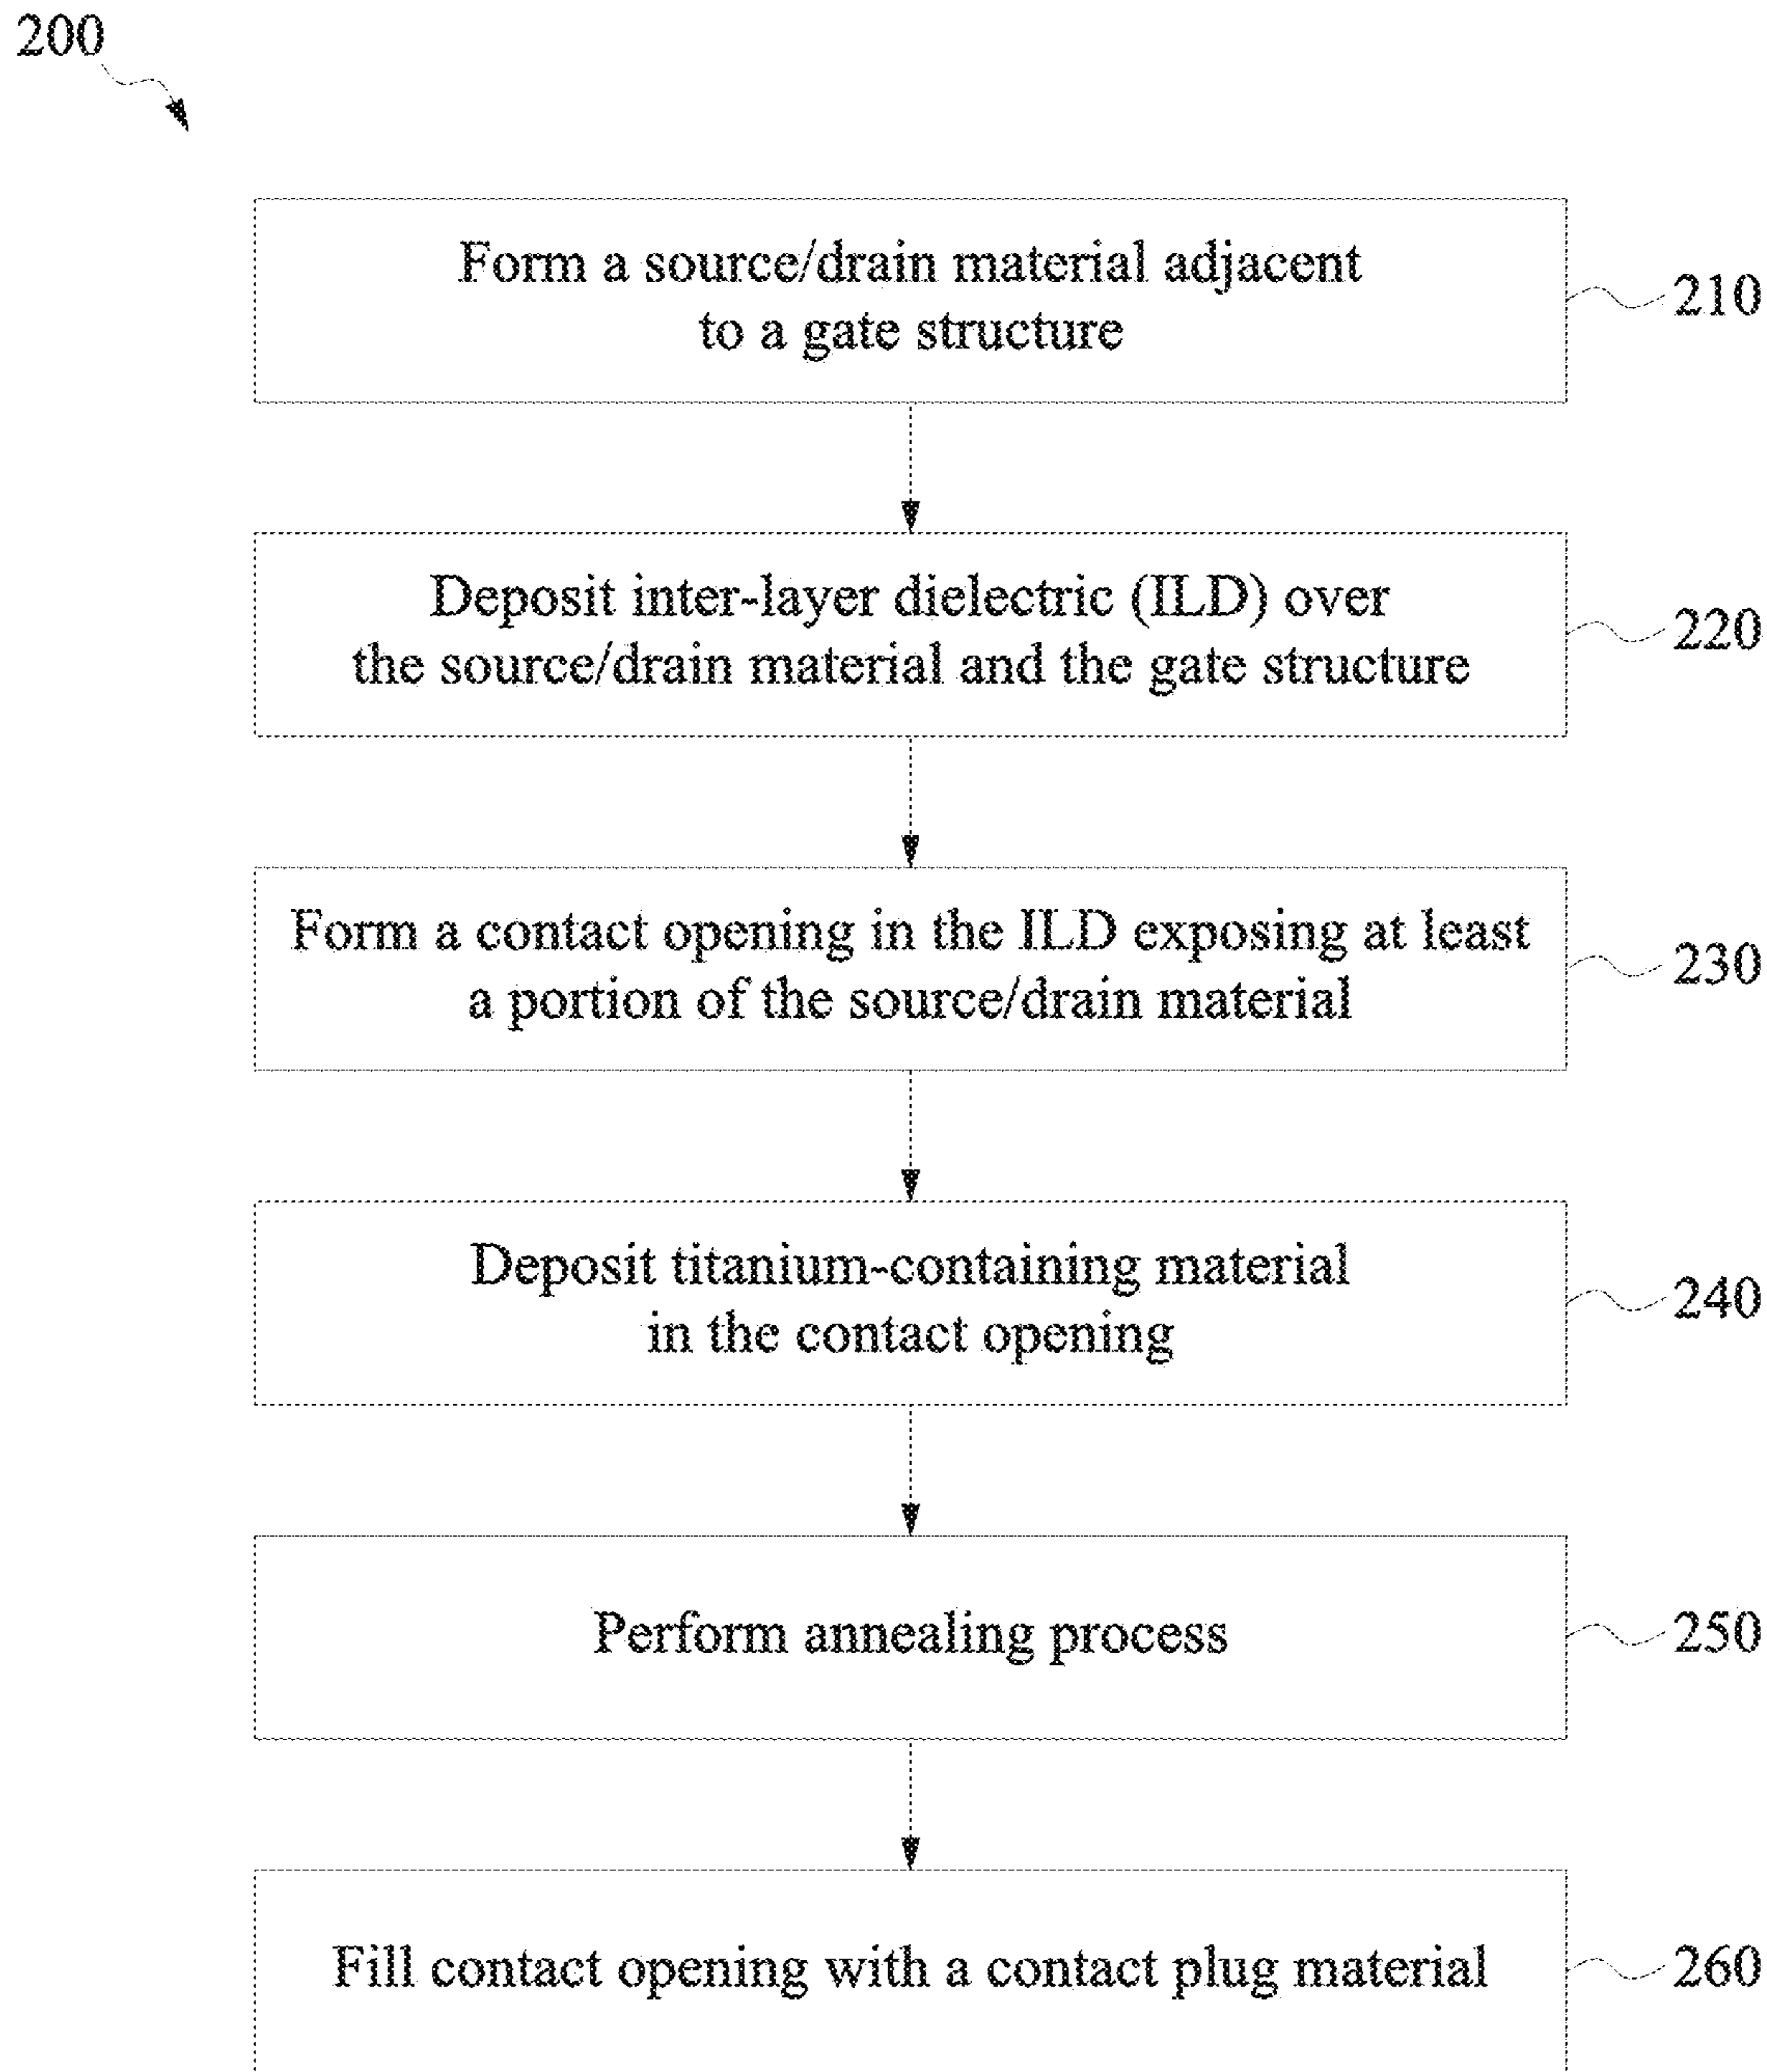 200
Form a source/drain material adjacent
to a gate structure
210
Deposit inter-layer dielectric (ILD) over
the source/drain material and the gate structure
220
Form a contact opening in the ILD exposing at least
a portion of the source/drain material
230
Deposit titanium-containing material
in the contact opening
240
Perform annealing process
250
Fill contact opening with a contact plug material
260